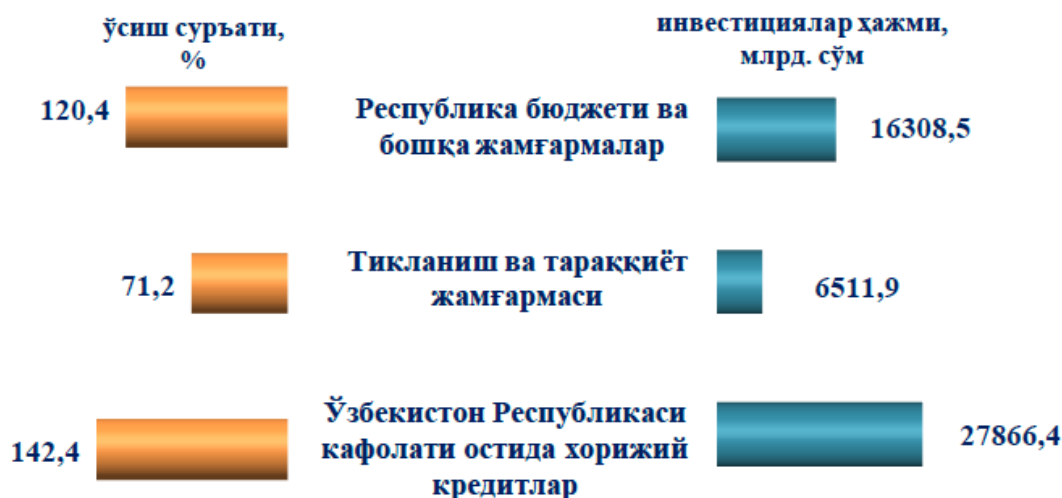 ўсиш суръати,
%
инвестициялар ҳажми,
млрд. сўм
120,4
Республика бюджети ва
бошқа жамғармалар
16308,5
71,2
Тикланиш ва тараққиёт
жамғармаси
6511,9
142,4
Ўзбекистон Республикаси
кафолати остида хорижий
кредитлар
27866,4